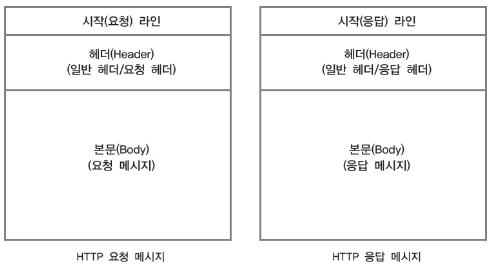 시작(요청) 라인
헤더(Header)
(일반 헤더/요청 헤더)
본문(Body)
(요청 메시지)
HTTP 요청 메시지
시작(응답) 라인
헤더(Header)
(일반 헤더/응답 헤더)
본문(Body)
(응답 메시지)
HTTP 응답 메시지